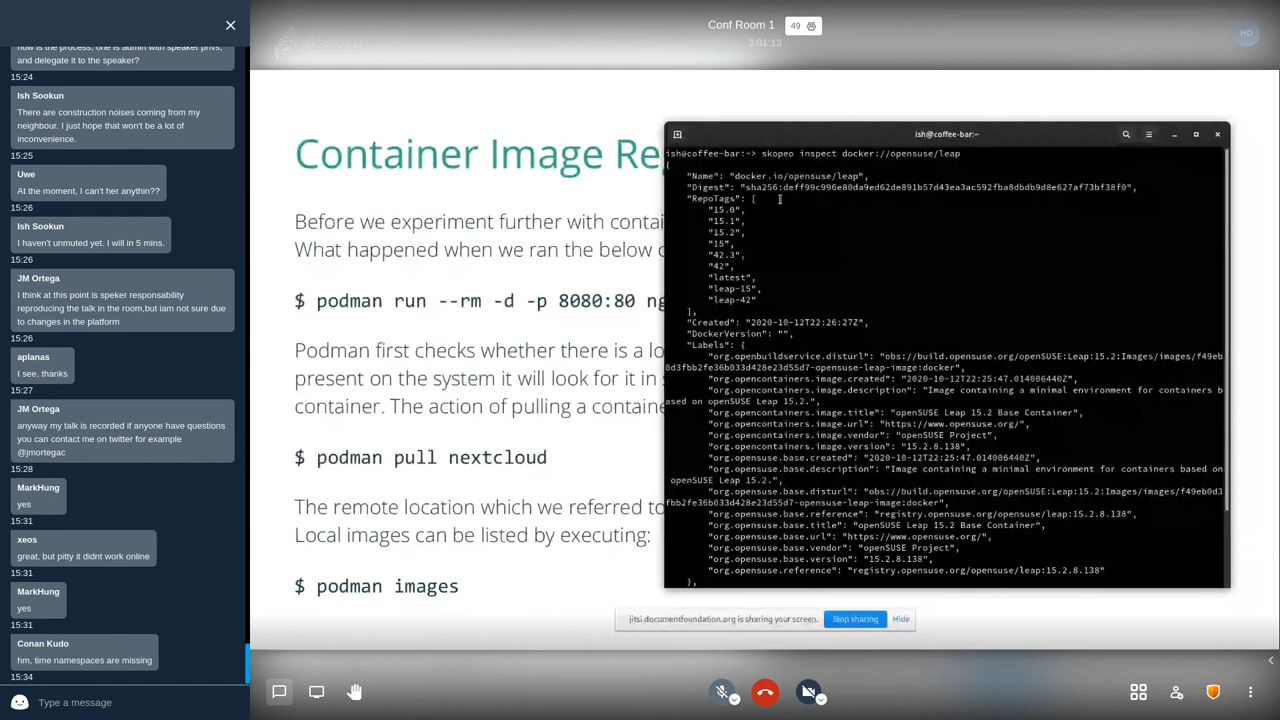 how is the process, one is admin with speaker privs,
and delegate it to the speaker?
15:24
Ish Sookun
There are construction noises coming from my
neighbour. I just hope that won't be a lot of
inconvenience.
15:25
Uwe
At the moment, I can't her anythin??
15:26
Ish Sookun
I haven't unmuted yet. I will in 5 mins.
15:26
JM Ortega
I think at this point is speker responsability
reproducing the talk in the room,but iam not sure due
to changes in the platform
15:26
aplanas
I see, thanks
15:27
JM Ortega
anyway my talk is recorded if anyone have questions
you can contact me on twitter for example
@jmortegac
15:28
MarkHung
yes
15:31
xeos
great, but pitty it didnt work online
15:31
MarkHung
yes
15:31
Conan Kudo
hm, time namespaces are missing
15:34
Type a message
Conf Room 1
49
3:01:13
HD
Container Image Re
Before we experiment further with contai
What happened when we ran the below c
$ podman run --rm -d -p 8080:80 ng
Podman first checks whether there is a lo
present on the system it will look for it in s
container. The action of pulling a containe
$ podman pull nextcloud
The remote location which we referred to
Local images can be listed by executing:
$ podman images
ish@coffee-bar:~
ish@coffee-bar:~> skopeo inspect docker://opensuse/leap
{
"Name": "docker.io/opensuse/leap",
"Digest": "sha256:deff99c996e80da9ed62de891b57d43ea3ac592fba8dbdb9d8e627af73bf38f0",
"RepoTags": [
"15.0",
"15.1",
"15.2",
"15",
"42.3",
"42",
"latest",
"leap-15",
"leap-42"
],
"Created": "2020-10-12T22:26:27Z",
"DockerVersion": "",
"Labels": {
"org.openbuildservice.disturl": "obs://build.opensuse.org/openSUSE:Leap:15.2:Images/images/f49eb
0d3fbb2fe36b033d428e23d55d7-opensuse-leap-image:docker",
"org.opencontainers.image.created": "2020-10-12T22:25:47.014006440Z",
"org.opencontainers.image.description": "Image containing a minimal environment for containers b
ased on openSUSE Leap 15.2.",
"org.opencontainers.image.title": "openSUSE Leap 15.2 Base Container",
"org.opencontainers.image.url": "https://www.opensuse.org/",
"org.opencontainers.image.vendor": "openSUSE Project",
"org.opencontainers.image.version": "15.2.8.138",
"org.opensuse.base.created": "2020-10-12T22:25:47.014006440Z",
"org.opensuse.base.description": "Image containing a minimal environment for containers based on
openSUSE Leap 15.2.",
"org.opensuse.base.disturl": "obs://build.opensuse.org/openSUSE:Leap:15.2:Images/images/f49eb0d3
fbb2fe36b033d428e23d55d7-opensuse-leap-image:docker",
"org.opensuse.base.reference": "registry.opensuse.org/opensuse/leap:15.2.8.138",
"org.opensuse.base.title": "openSUSE Leap 15.2 Base Container",
"org.opensuse.base.url": "https://www.opensuse.org/",
"org.opensuse.base.vendor": "openSUSE Project",
"org.opensuse.base.version": "15.2.8.138",
"org.opensuse.reference": "registry.opensuse.org/opensuse/leap:15.2.8.138"
},
jitsi.documentfoundation.org is sharing your screen.
Stop sharing
Hide